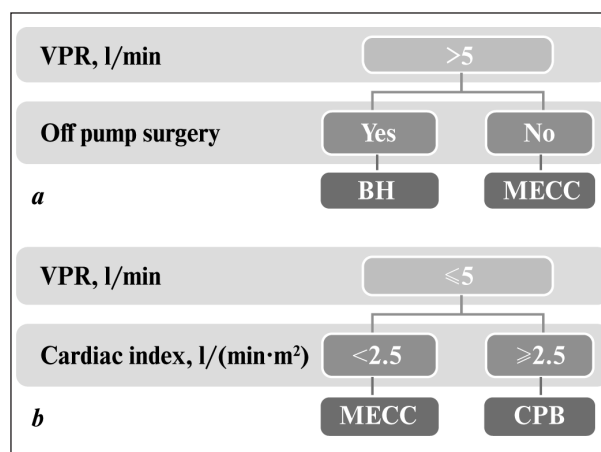 VPR, l/min >5
Off pump surgery Yes No
a BH MECC
VPR, l/min ⩽5
Cardiac index, l/(min·m²) <2.5 ⩾2.5
b MECC CPB